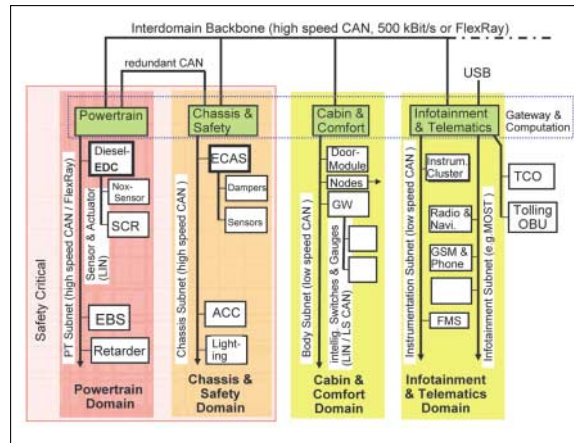 Interdomain Backbone (high speed CAN, 500 kBit/s or FlexRay)
redundant CAN
USB
Powertrain
Chassis &
Safety
Cabin &
Comfort
Infotainment
& Telematics
Gateway &
Computation
Diesel-
EDC
Nox-
Sensor
SCR
EBS
Retarder
ECAS
Dampers
Sensors
ACC
Light-
ing
Door-
Module
Nodes
GW
Instrum.
Cluster
Radio &
Navi.
GSM &
Phone
FMS
TCO
Tolling
OBU
Safety Critical
PT Subnet (high speed CAN / FlexRay)
Sensor & Actuator
(LIN)
Chassis Subnet (high speed CAN)
Body Subnet (low speed CAN)
Intellig. Switches & Gauges
(LIN / LS CAN)
Instrumentation Subnet (low speed CAN)
Infotainment Subnet (e.g.MOST)
Powertrain
Domain
Chassis &
Safety
Domain
Cabin &
Comfort
Domain
Infotainment
& Telematics
Domain